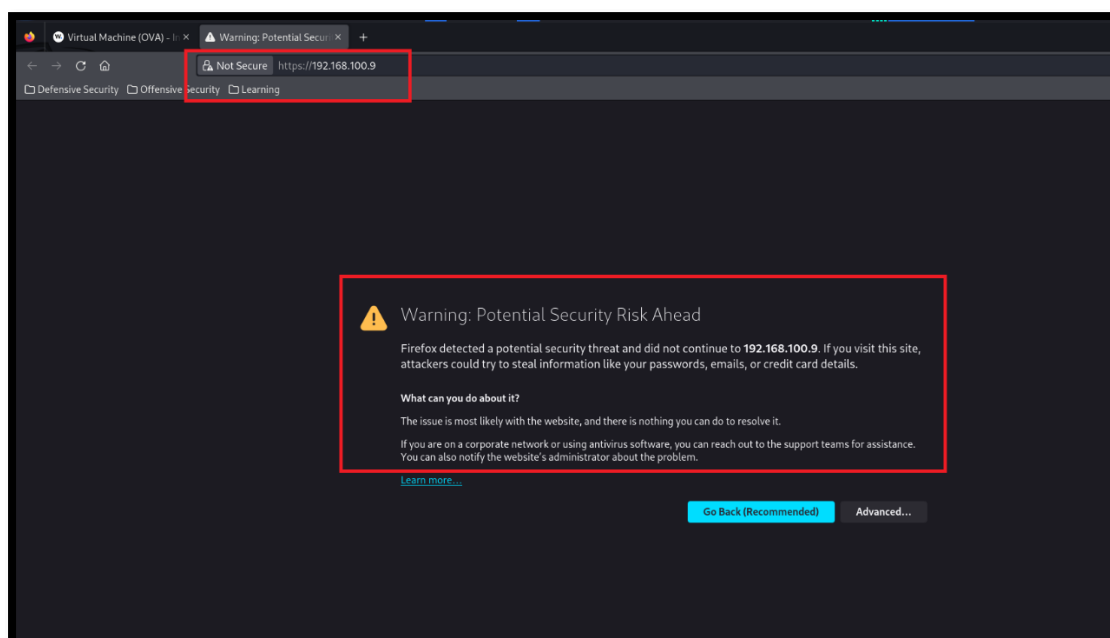 Virtual Machine (OVA) - In
Warning: Potential Securi
Not Secure https://192.168.100.9
Defensive Security Offensive Security Learning
Warning: Potential Security Risk Ahead
Firefox detected a potential security threat and did not continue to 192.168.100.9. If you visit this site,
attackers could try to steal information like your passwords, emails, or credit card details.
What can you do about it?
The issue is most likely with the website, and there is nothing you can do to resolve it.
If you are on a corporate network or using antivirus software, you can reach out to the support teams for assistance.
You can also notify the website's administrator about the problem.
Learn more...
Go Back (Recommended) Advanced...